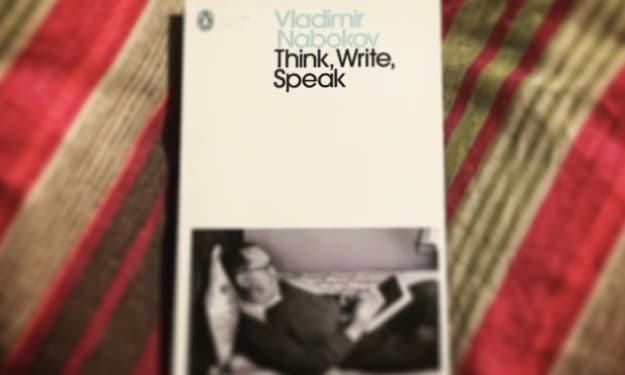 Vladimir
Nabokov
Think, Write,
Speak